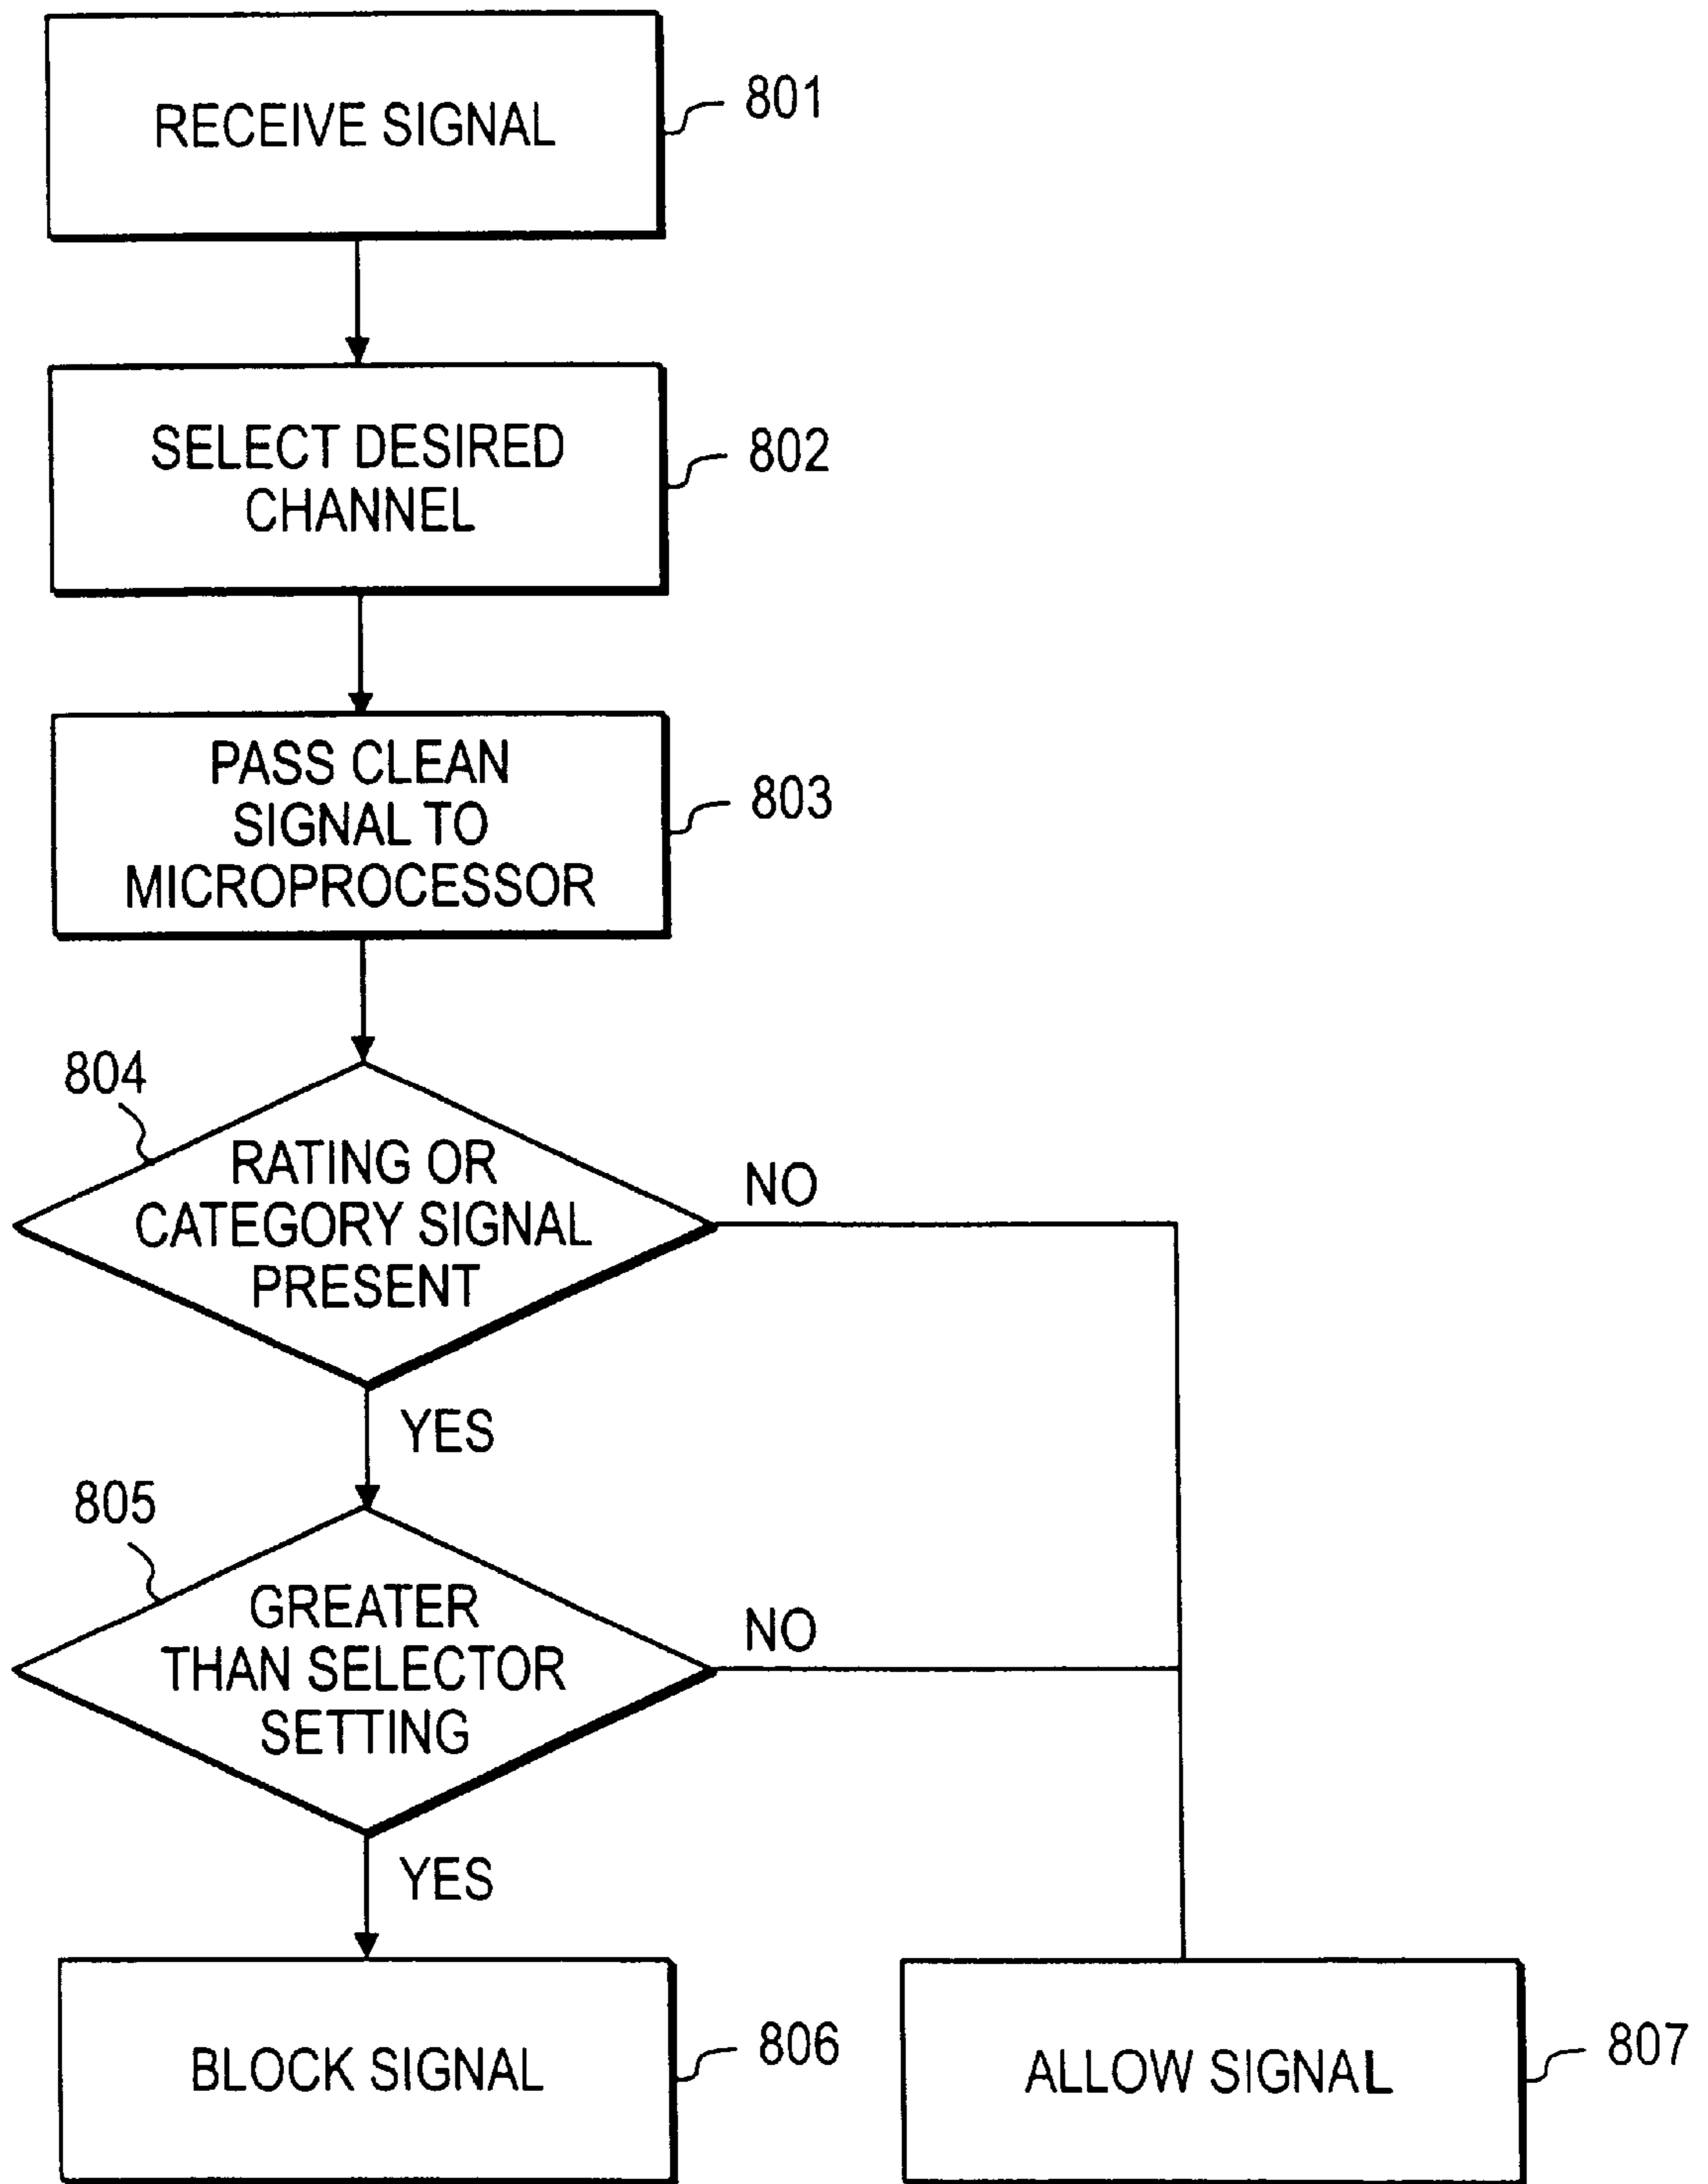 RECEIVE SIGNAL
801
SELECT DESIRED
CHANNEL
802
PASS CLEAN
SIGNAL TO
MICROPROCESSOR
803
804
RATING OR
CATEGORY SIGNAL
PRESENT
NO
YES
805
GREATER
THAN SELECTOR
SETTING
NO
YES
BLOCK SIGNAL
806
ALLOW SIGNAL
807